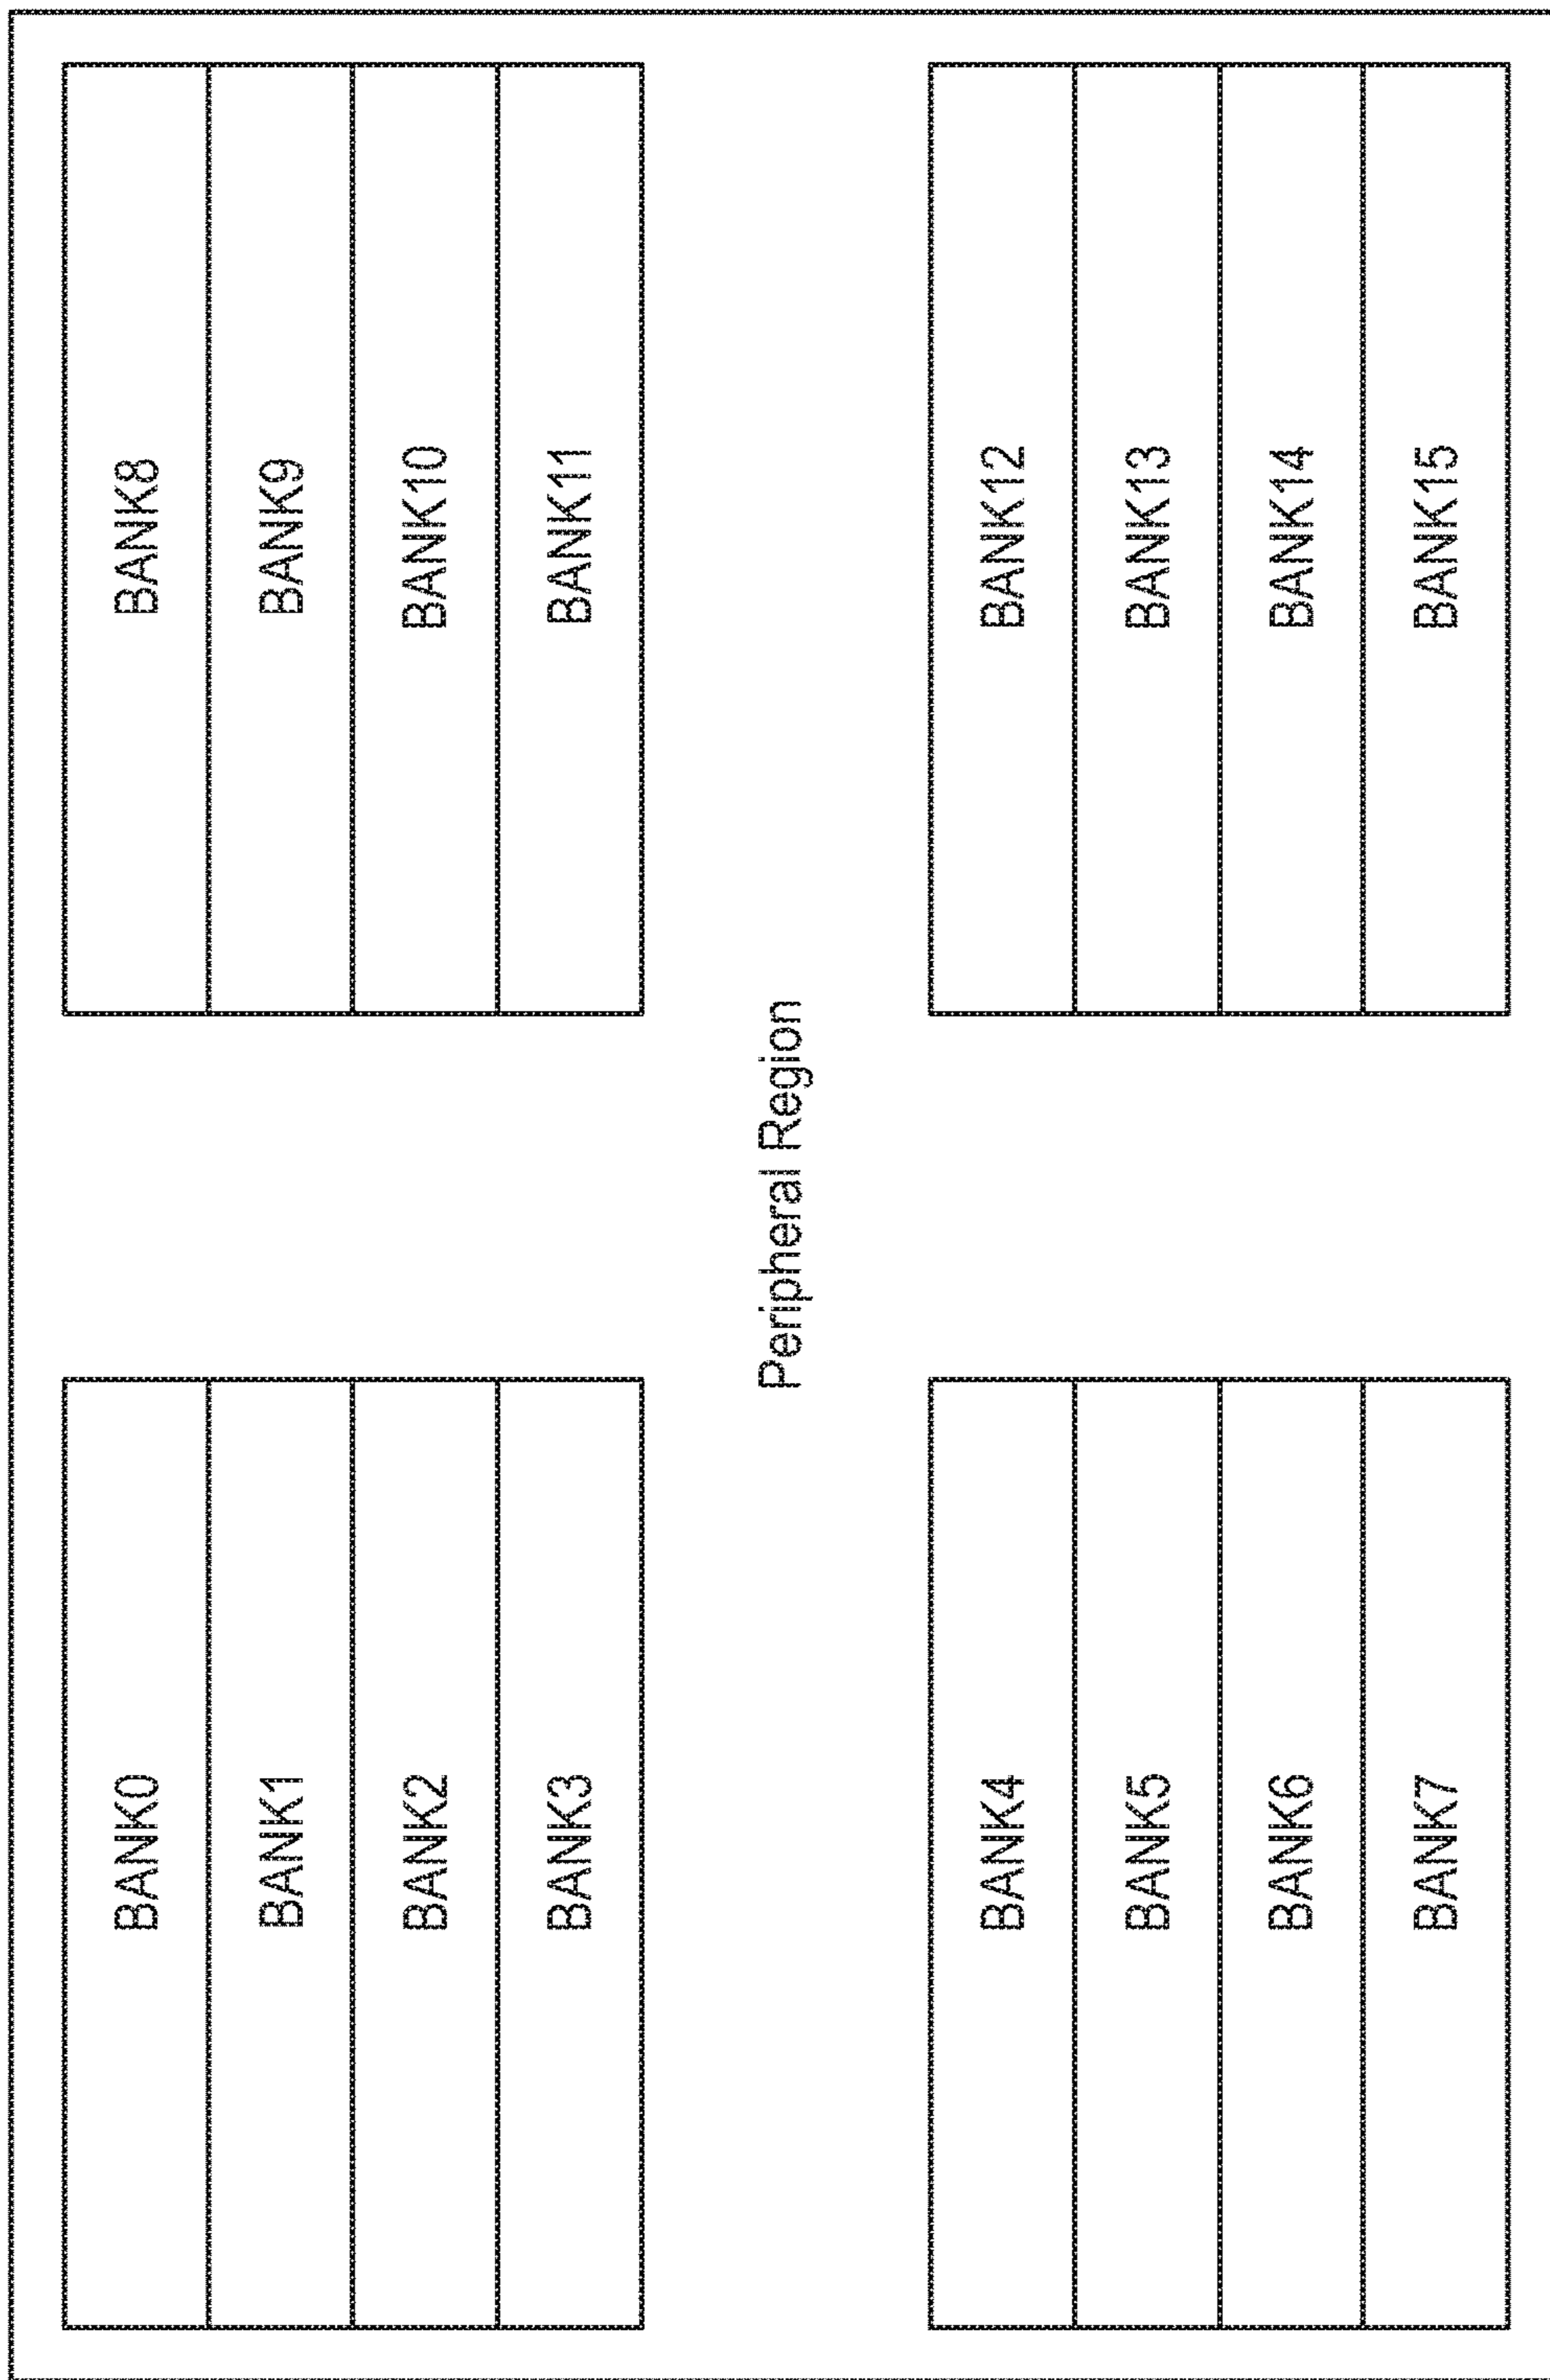 BANK0
BANK1
BANK2
BANK3
BANK8
BANK9
BANK10
BANK11
Peripheral Region
BANK4
BANK5
BANK6
BANK7
BANK12
BANK13
BANK14
BANK15